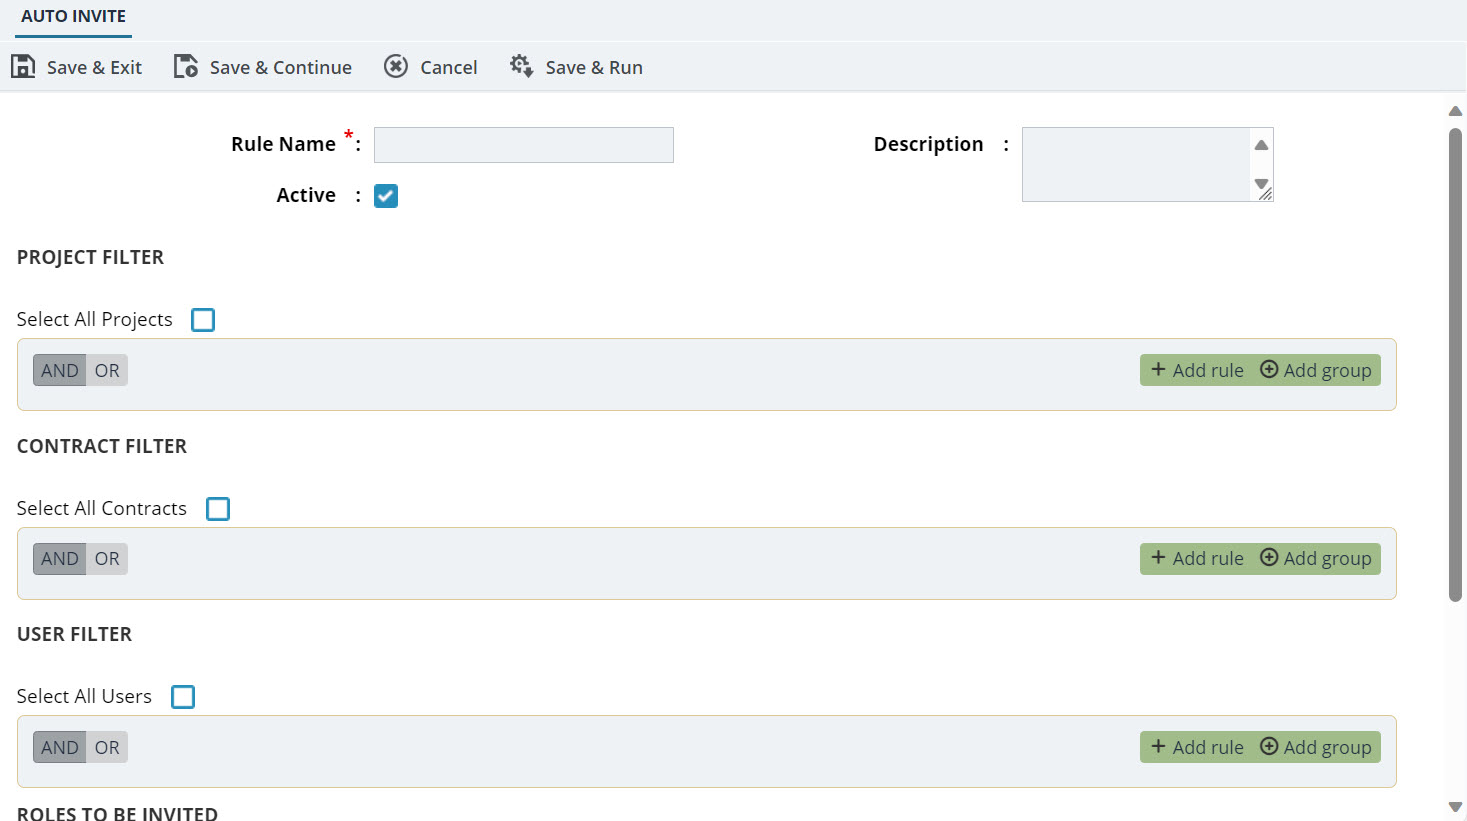 AUTO INVITE
Save & Exit Save & Continue Cancel Save & Run
Rule Name * : Description :
Active :
PROJECT FILTER
Select All Projects
AND OR + Add rule Add group
CONTRACT FILTER
Select All Contracts
AND OR + Add rule Add group
USER FILTER
Select All Users
AND OR + Add rule Add group
ROLES TO BE INVITED